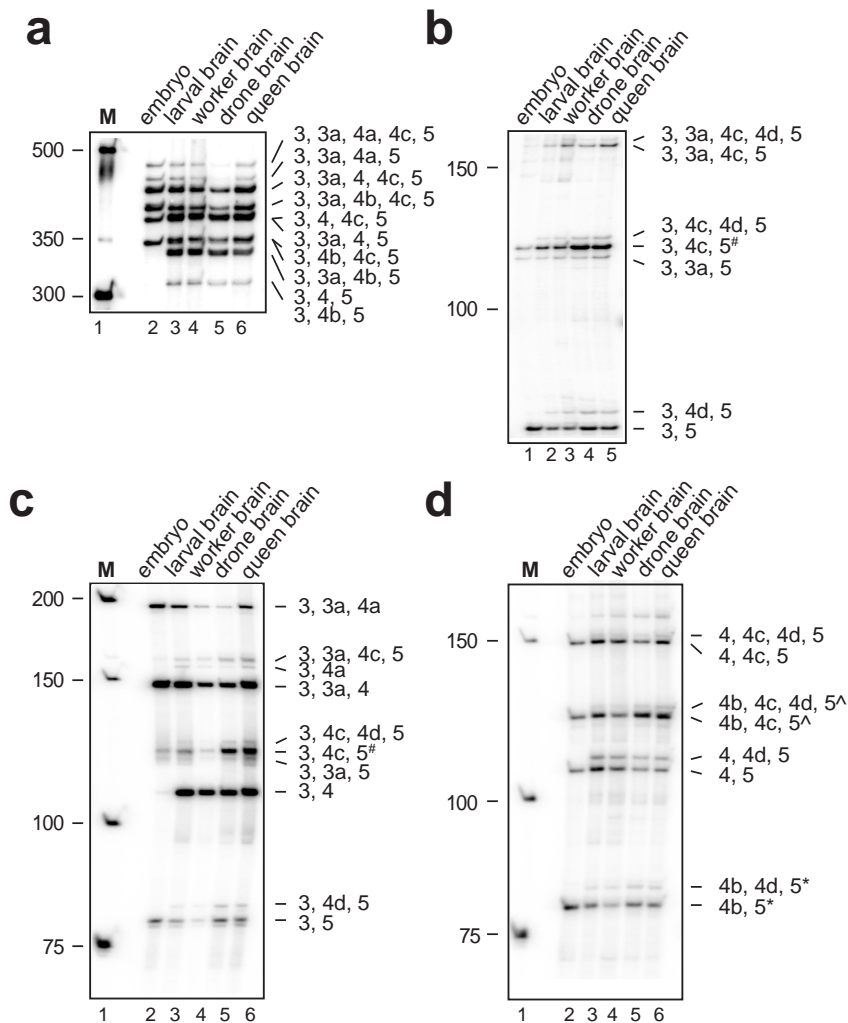 a
M
embryo
larval brain
worker brain
drone brain
queen brain
500
350
300
3, 3a, 4a, 4c, 5
3, 3a, 4a, 5
3, 3a, 4, 4c, 5
3, 3a, 4b, 4c, 5
3, 4, 4c, 5
3, 3a, 4, 5
3, 4b, 4c, 5
3, 3a, 4b, 5
3, 4, 5
3, 4b, 5
1 2 3 4 5 6
b
embryo
larval brain
worker brain
drone brain
queen brain
150
100
3, 3a, 4c, 4d, 5
3, 3a, 4c, 5
3, 4c, 4d, 5
3, 4c, 5#
3, 3a, 5
3, 4d, 5
3, 5
1 2 3 4 5
c
M
embryo
larval brain
worker brain
drone brain
queen brain
200
150
100
75
3, 3a, 4a
3, 3a, 4c, 5
3, 4a
3, 3a, 4
3, 4c, 4d, 5
3, 4c, 5#
3, 3a, 5
3, 4
3, 4d, 5
3, 5
1 2 3 4 5 6
d
M
embryo
larval brain
worker brain
drone brain
queen brain
150
100
75
4, 4c, 4d, 5
4, 4c, 5
4b, 4c, 4d, 5^
4b, 4c, 5^
4, 4d, 5
4, 5
4b, 4d, 5*
4b, 5*
1 2 3 4 5 6